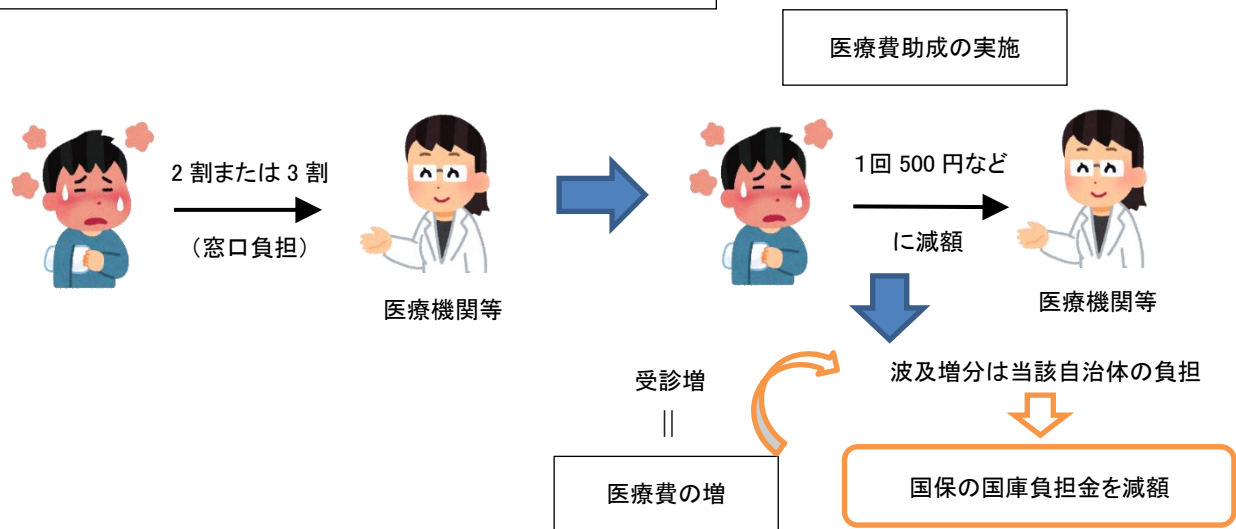 医療費助成の実施
2 割または 3 割
（窓口負担）
医療機関等
1回 500 円など
に減額
医療機関等
波及増分は当該自治体の負担
受診増
||
医療費の増
国保の国庫負担金を減額